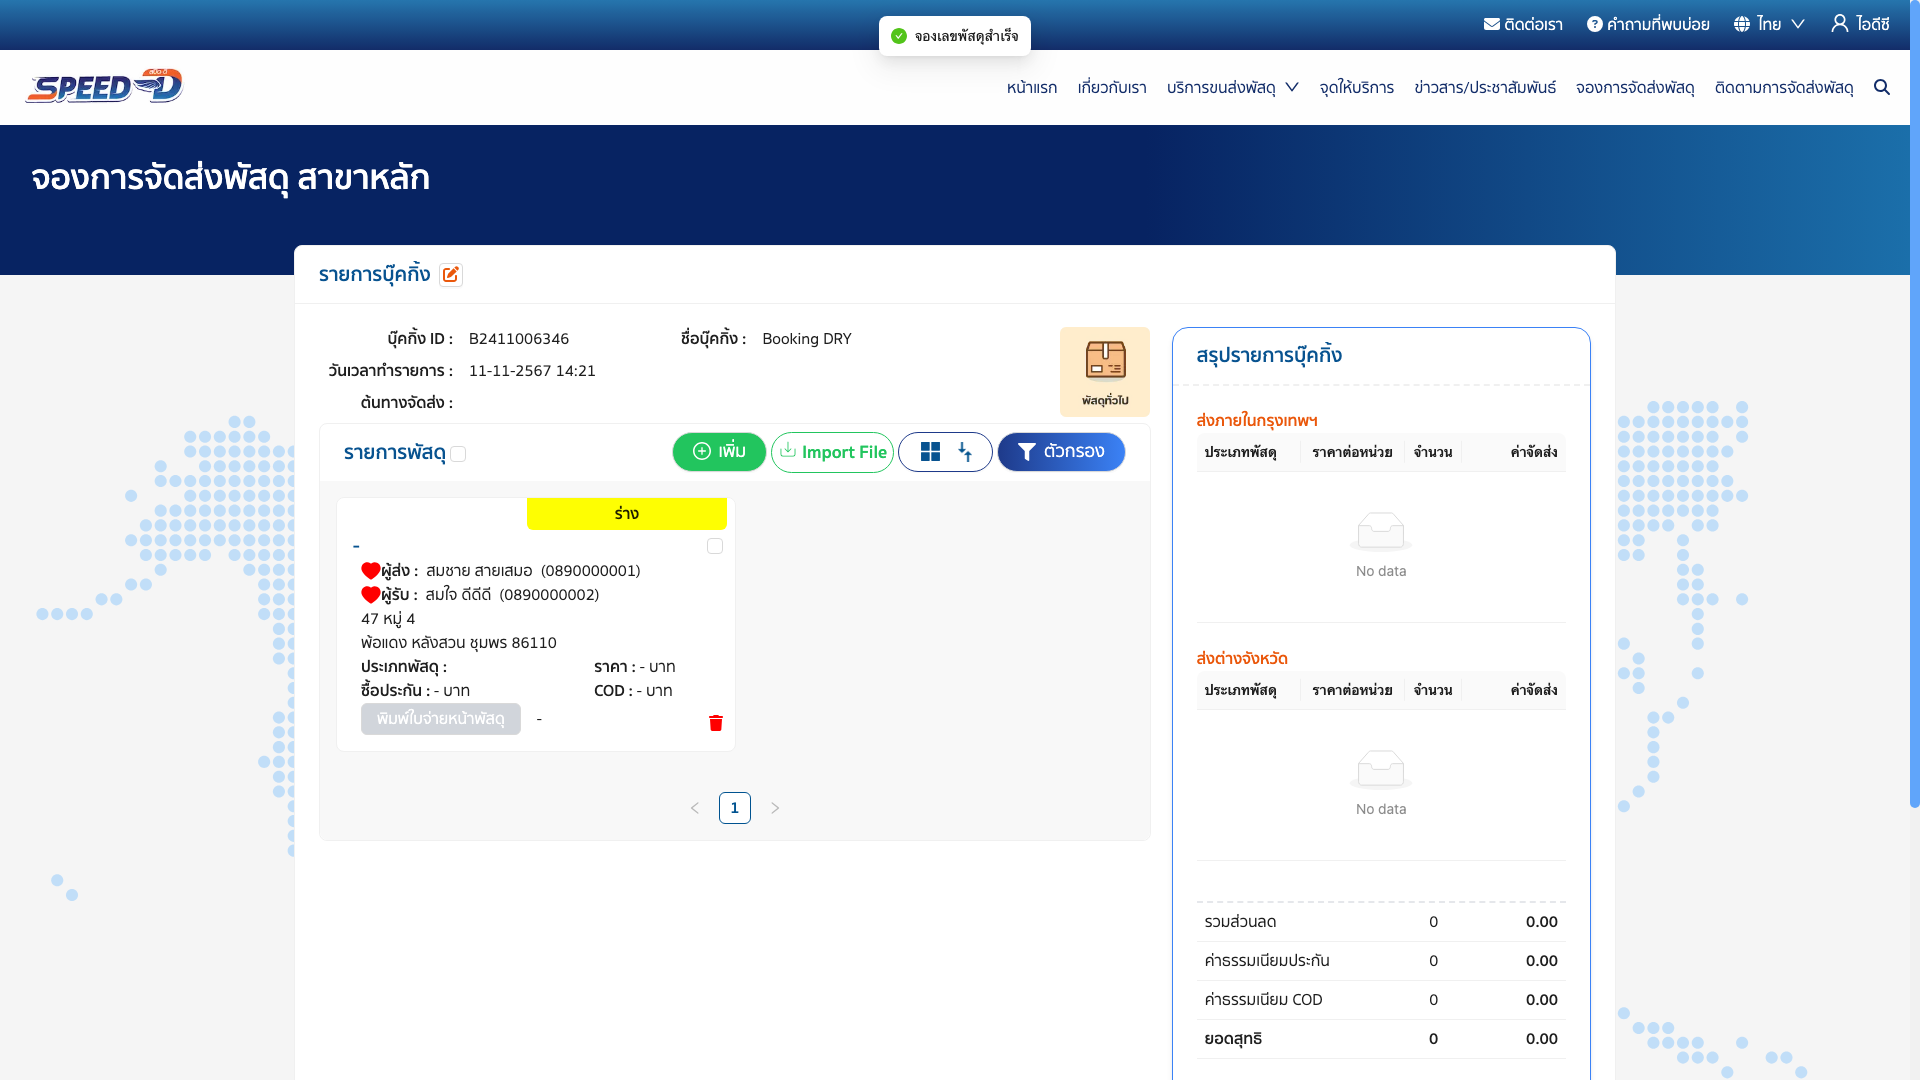 จองเลขพัสดุสำเร็จ
ติดต่อเรา
คำถามที่พบบ่อย
ไทย
ไอดีซี
SPEED-D
หน้าแรก
เกี่ยวกับเรา
บริการขนส่งพัสดุ
จุดให้บริการ
ข่าวสาร/ประชาสัมพันธ์
จองการจัดส่งพัสดุ
ติดตามการจัดส่งพัสดุ
จองการจัดส่งพัสดุ สาขาหลัก
รายการบุ๊คกิ้ง
บุ๊คกิ้ง ID : B2411006346
ชื่อบุ๊คกิ้ง : Booking DRY
วันเวลาทำรายการ : 11-11-2567 14:21
ต้นทางจัดส่ง :
พัสดุทั่วไป
รายการพัสดุ
เพิ่ม
Import File
ตัวกรอง
ร่าง
-
ผู้ส่ง : สมชาย สายเสมอ (0890000001)
ผู้รับ : สมใจ ดีดีดี (0890000002)
47 หมู่ 4
พ้อแดง หลังสวน ชุมพร 86110
ประเภทพัสดุ : ราคา : - บาท
ซื้อประกัน : - บาท COD : - บาท
พิมพ์ใบจ่ายหน้าพัสดุ -
1
สรุปรายการบุ๊คกิ้ง
ส่งภายในกรุงเทพฯ
ประเภทพัสดุ ราคาต่อหน่วย จำนวน ค่าจัดส่ง
No data
ส่งต่างจังหวัด
ประเภทพัสดุ ราคาต่อหน่วย จำนวน ค่าจัดส่ง
No data
รวมส่วนลด 0 0.00
ค่าธรรมเนียมประกัน 0 0.00
ค่าธรรมเนียม COD 0 0.00
ยอดสุทธิ 0 0.00